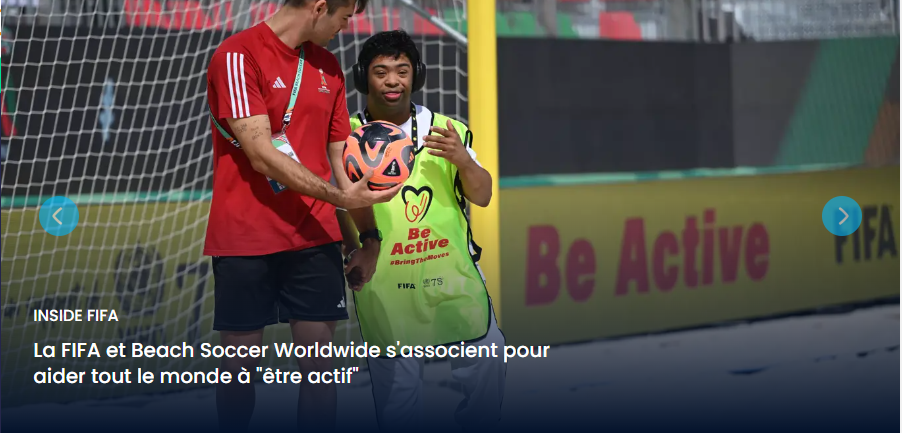 Be
Active
#BringTheMoves
FIFA
Be Active
FIFA
INSIDE FIFA
La FIFA et Beach Soccer Worldwide s'associent pour
aider tout le monde à "être actif"